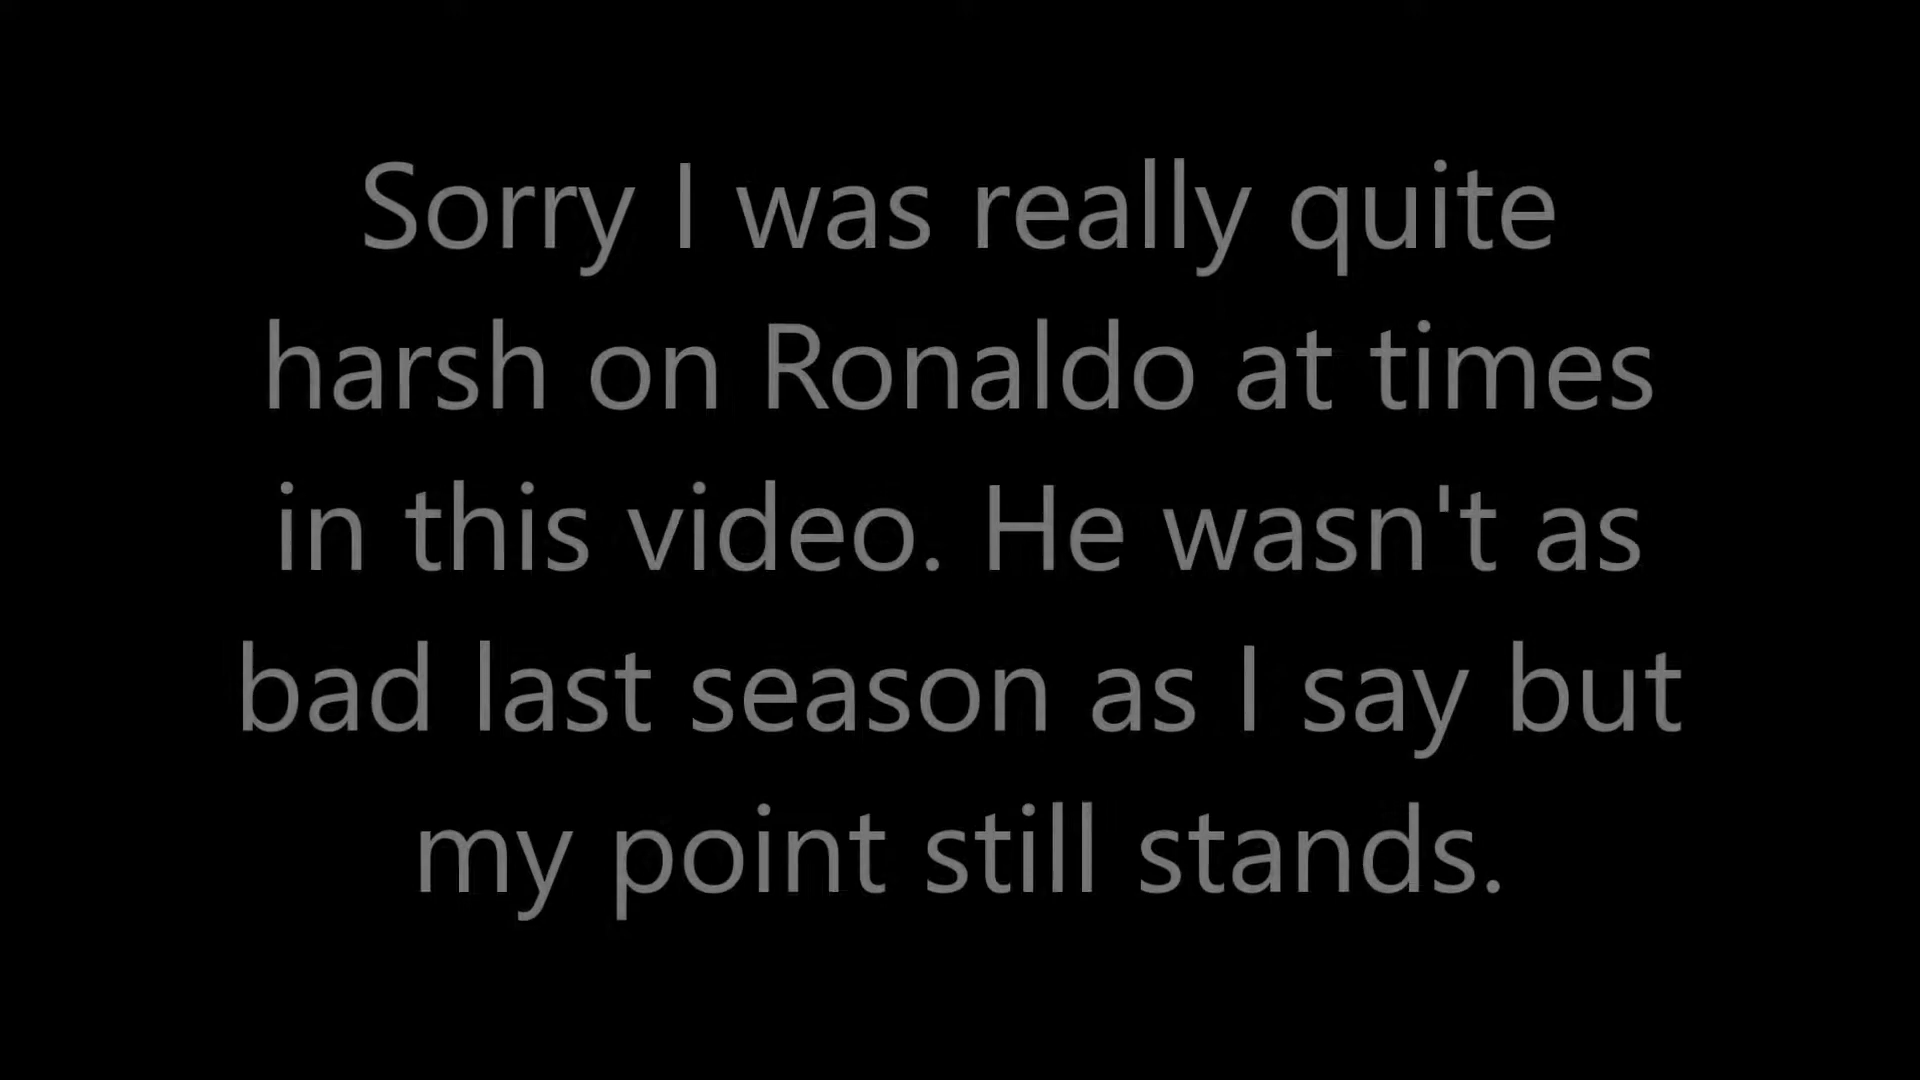 Sorry I was really quite
harsh on Ronaldo at times
in this video. He wasn't as
bad last season as I say but
my point still stands.